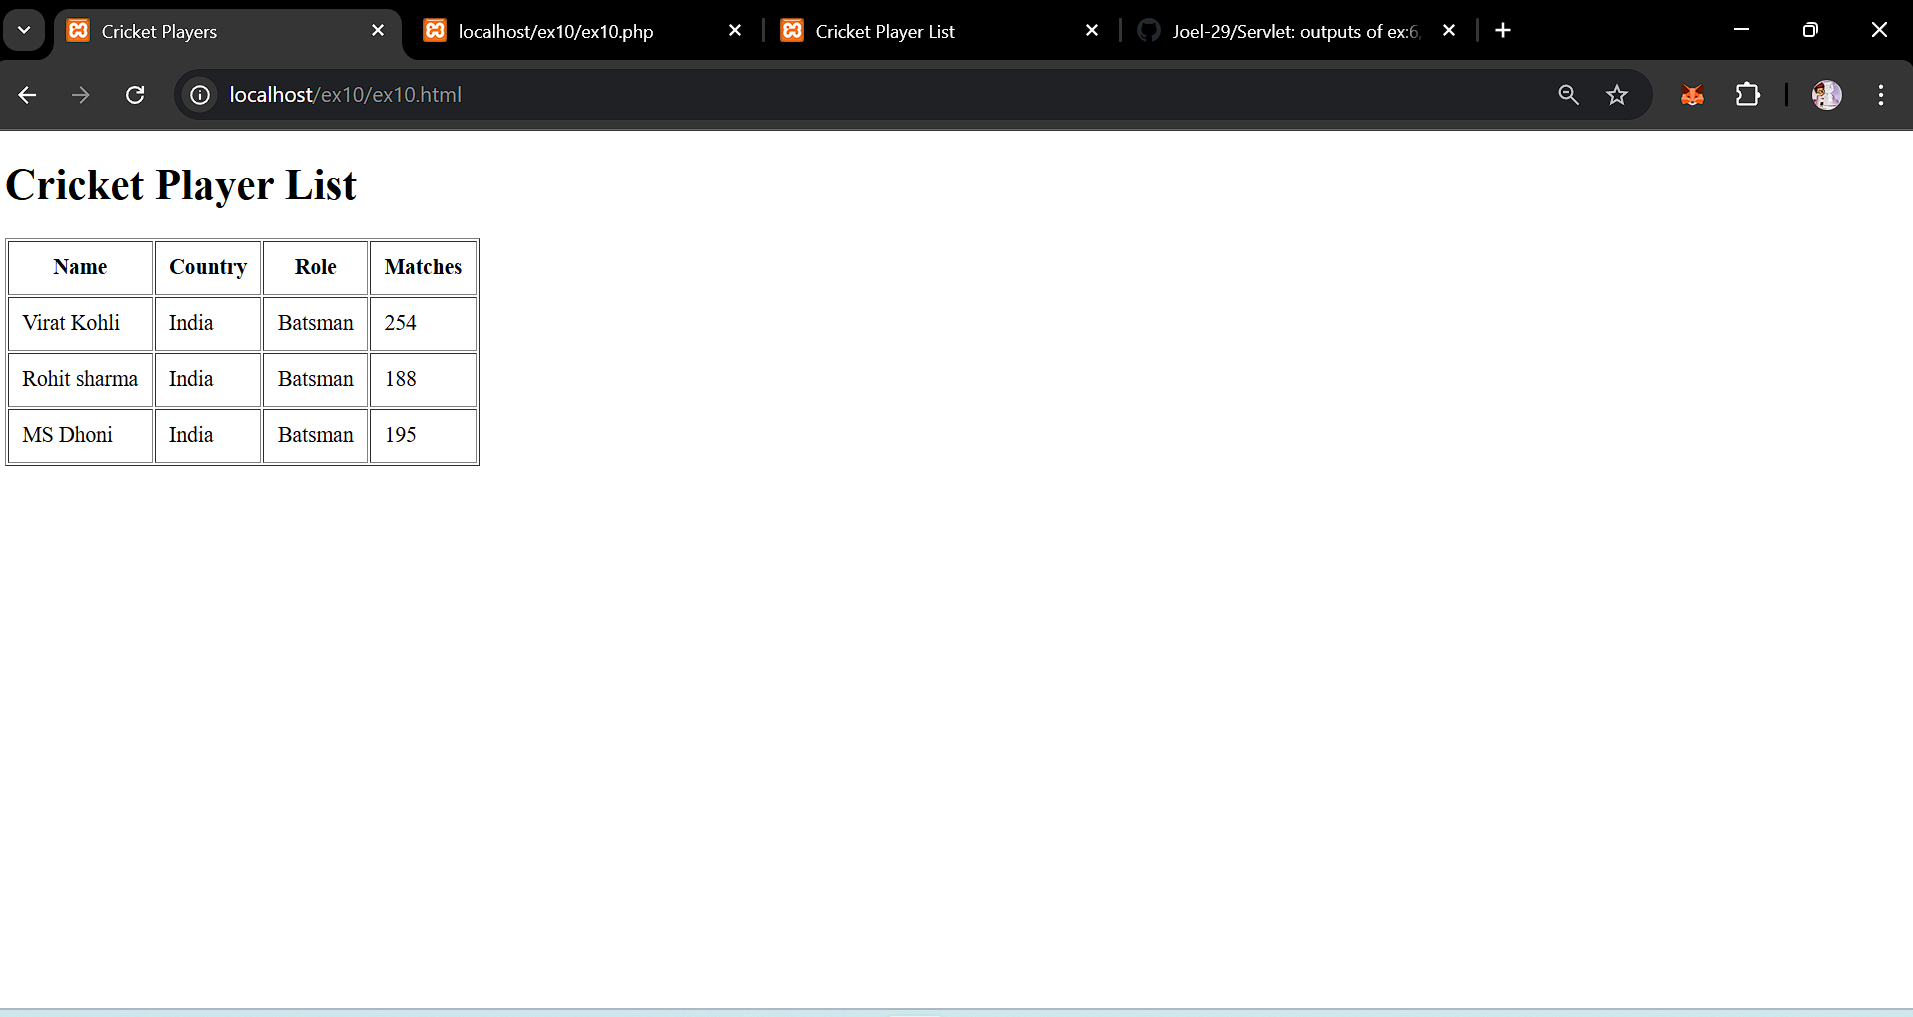 Cricket Players
localhost/ex10/ex10.php
Cricket Player List
Joel-29/Servlet: outputs of ex:6,
localhost/ex10/ex10.html
Cricket Player List
Name Country Role Matches
Virat Kohli India Batsman 254
Rohit sharma India Batsman 188
MS Dhoni India Batsman 195